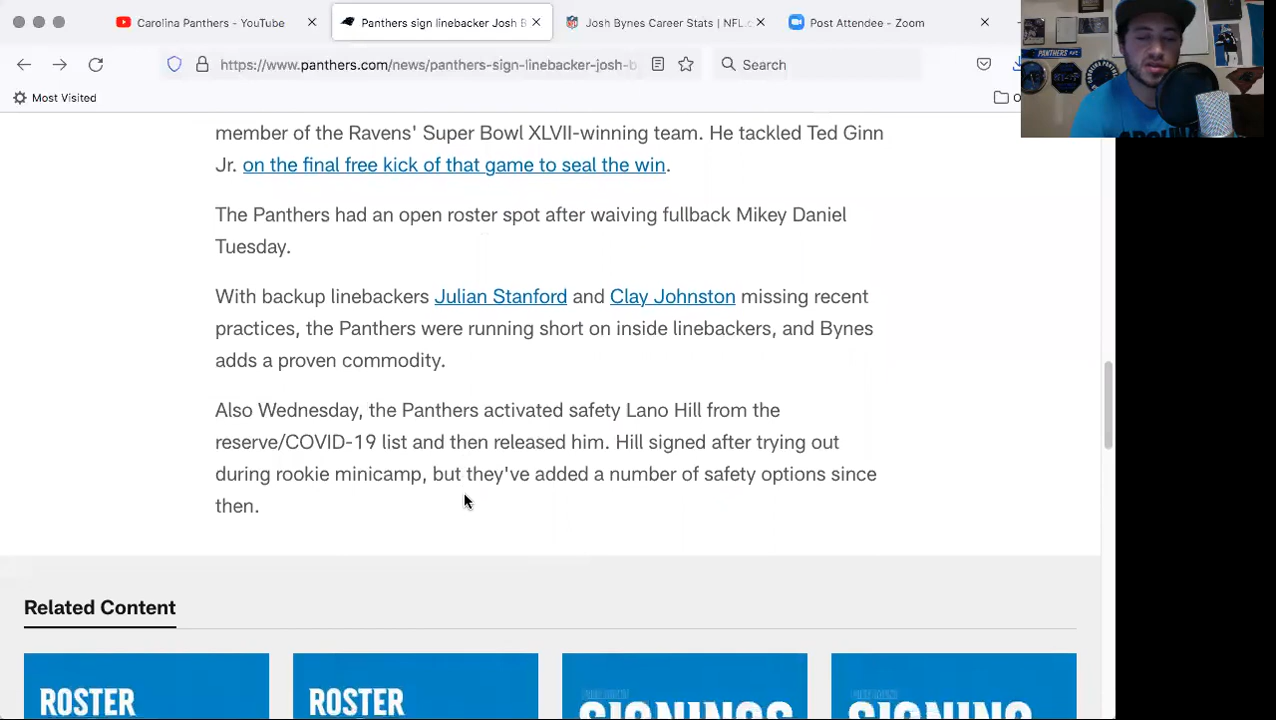 Carolina Panthers - YouTube
Panthers sign linebacker Josh B
Josh Bynes Career Stats | NFL.c
Post Attendee - Zoom
https://www.panthers.com/news/panthers-sign-linebacker-josh-b
Search
Most Visited
PANTHERS
member of the Ravens' Super Bowl XLVII-winning team. He tackled Ted Ginn
Jr. on the final free kick of that game to seal the win.
The Panthers had an open roster spot after waiving fullback Mikey Daniel
Tuesday.
With backup linebackers Julian Stanford and Clay Johnston missing recent
practices, the Panthers were running short on inside linebackers, and Bynes
adds a proven commodity.
Also Wednesday, the Panthers activated safety Lano Hill from the
reserve/COVID-19 list and then released him. Hill signed after trying out
during rookie minicamp, but they've added a number of safety options since
then.
Related Content
ROSTER
ROSTER
SIGNINGS
SIGNING